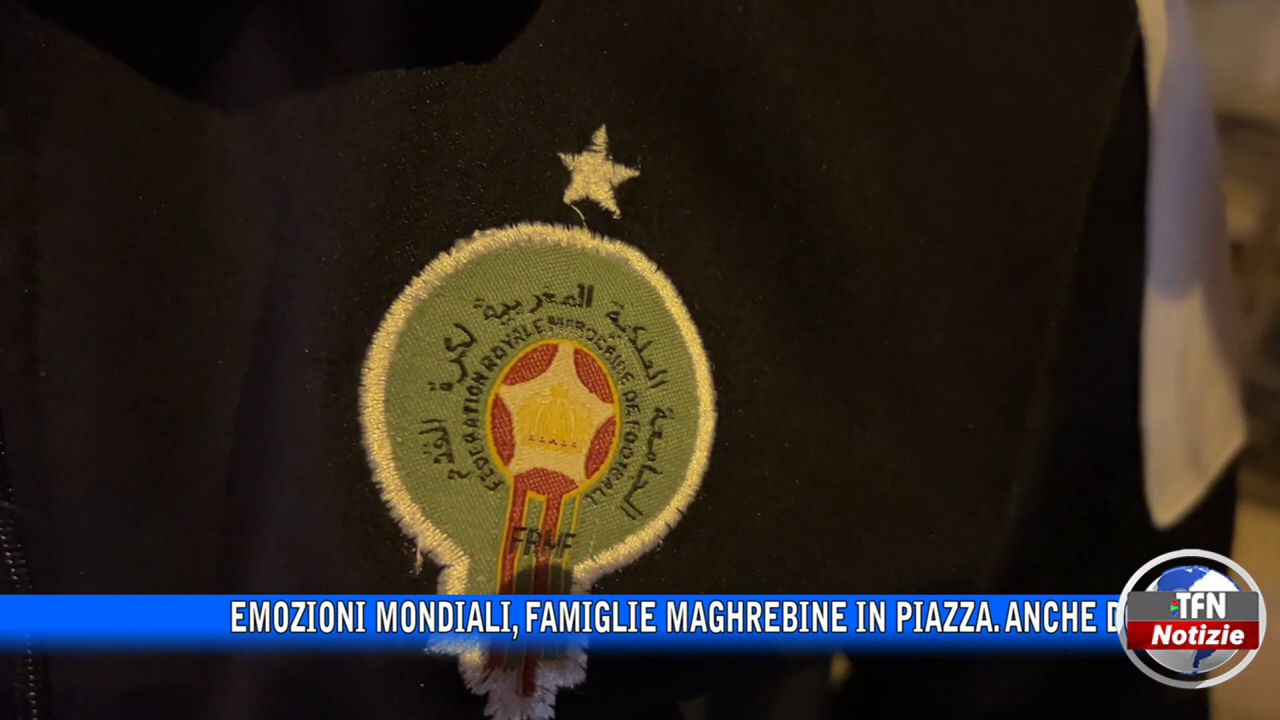 الجامعة الملكية المغربية لكرة القدم
FEDERATION ROYALE MAROCAINE DE FOOTBALL
FRMF
EMOZIONI MONDIALI, FAMIGLIE MAGHREBINE IN PIAZZA. ANCHE D
TFN
Notizie